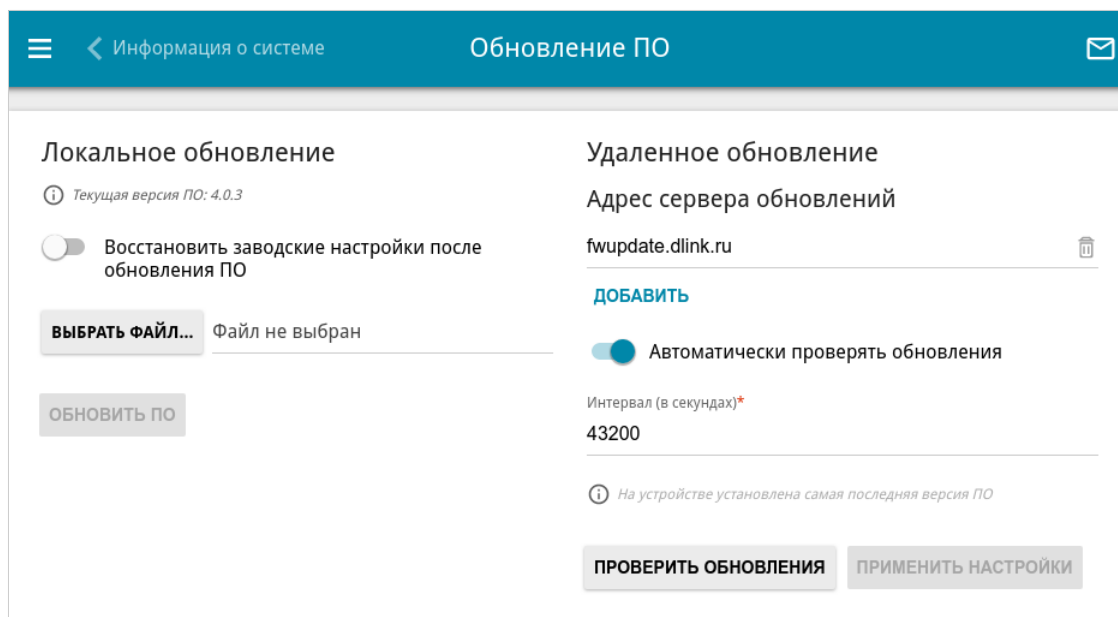 Информация о системе
Обновление ПО
Локальное обновление
Текущая версия ПО: 4.0.3
Восстановить заводские настройки после
обновления ПО
ВЫБРАТЬ ФАЙЛ... Файл не выбран
ОБНОВИТЬ ПО
Удаленное обновление
Адрес сервера обновлений
fwupdate.dlink.ru
ДОБАВИТЬ
Автоматически проверять обновления
Интервал (в секундах)*
43200
На устройстве установлена самая последняя версия ПО
ПРОВЕРИТЬ ОБНОВЛЕНИЯ ПРИМЕНИТЬ НАСТРОЙКИ